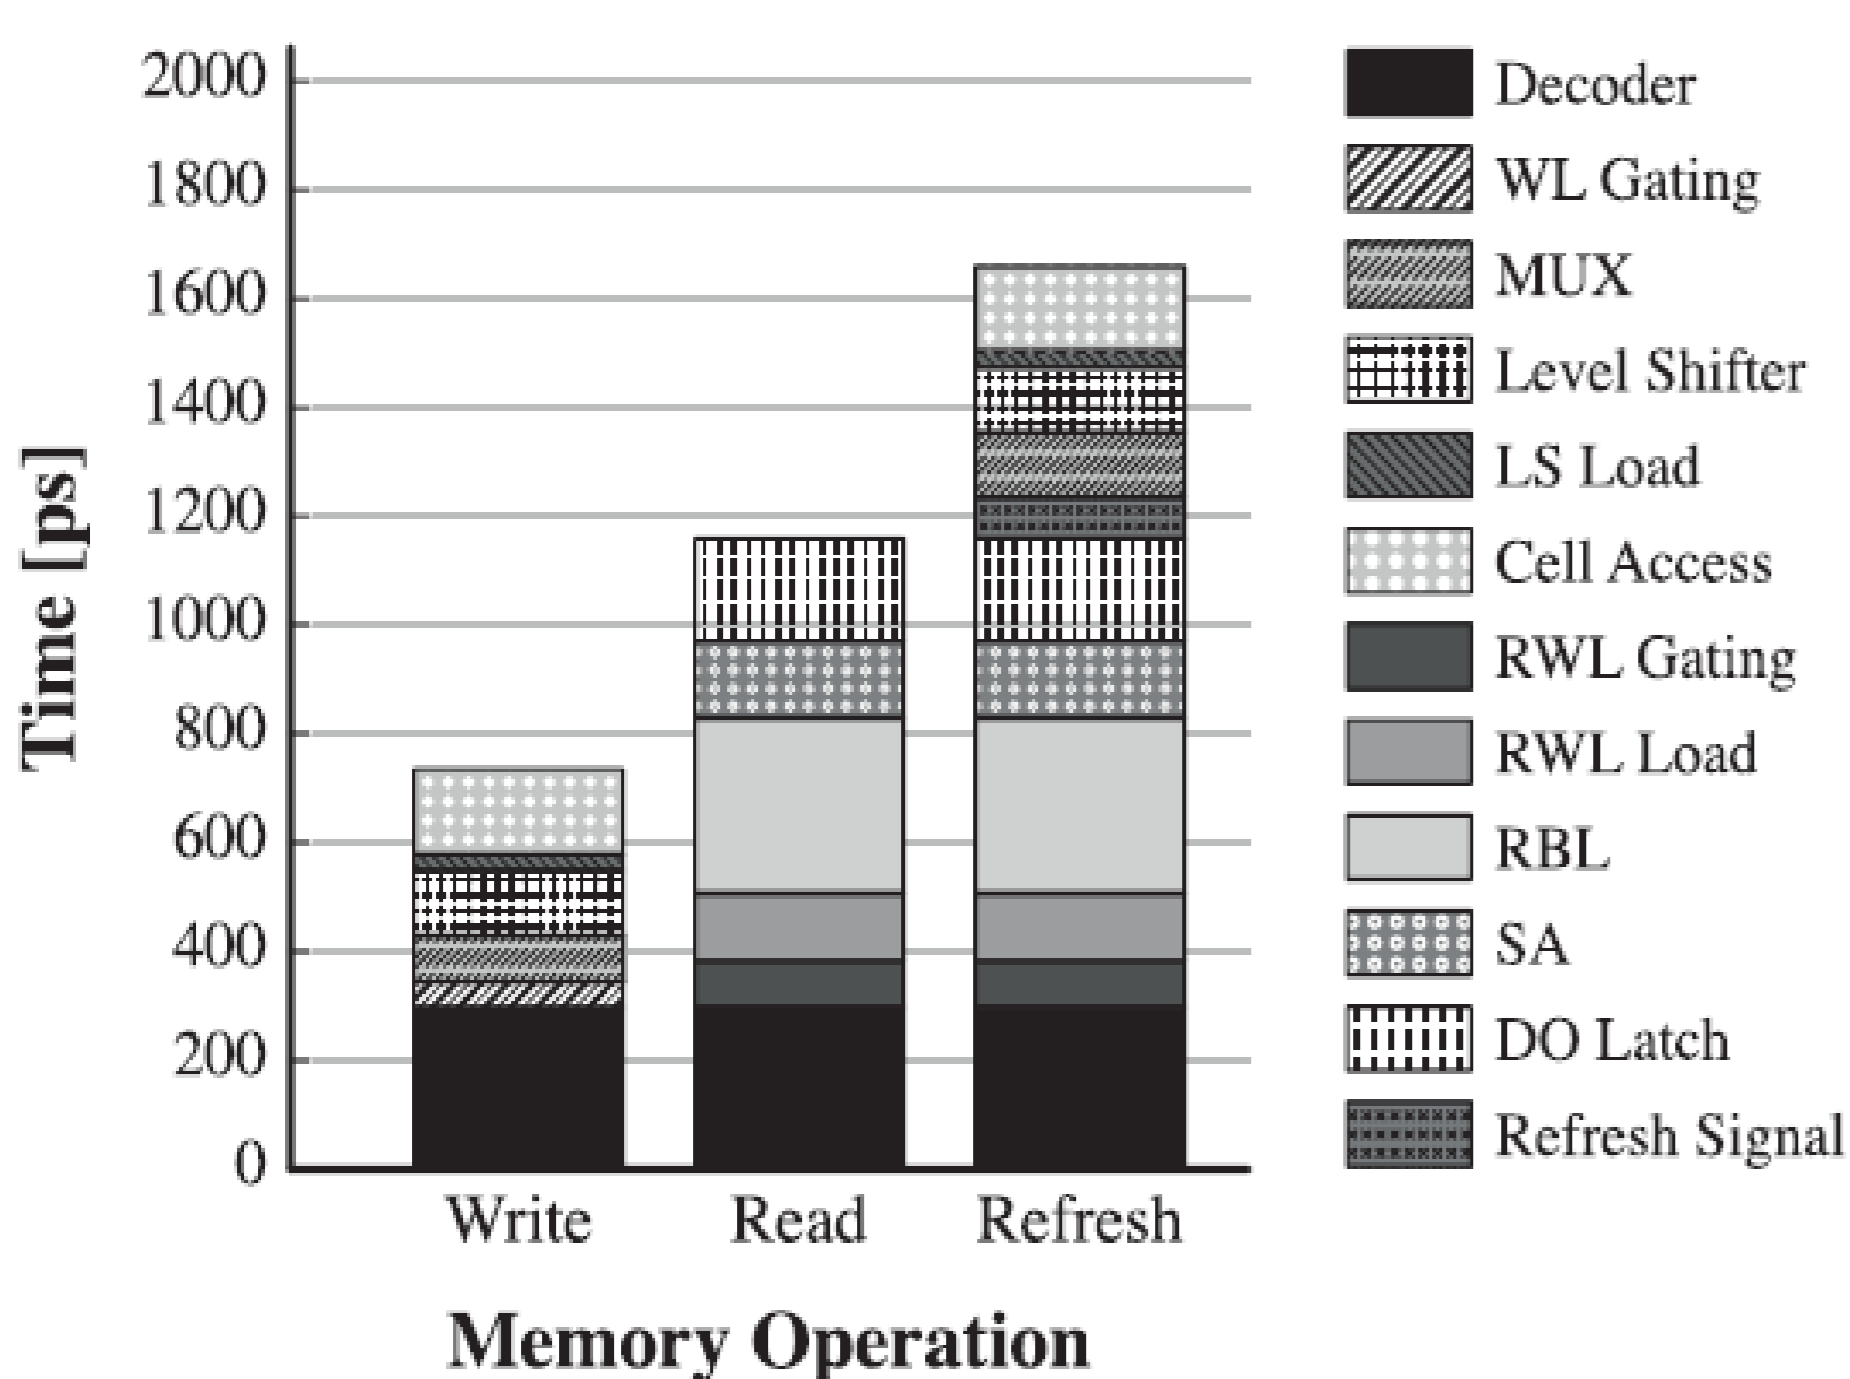 Time [ps]
2000
1800
1600
1400
1200
1000
800
600
400
200
0
Write Read Refresh
Memory Operation
Decoder
WL Gating
MUX
Level Shifter
LS Load
Cell Access
RWL Gating
RWL Load
RBL
SA
DO Latch
Refresh Signal